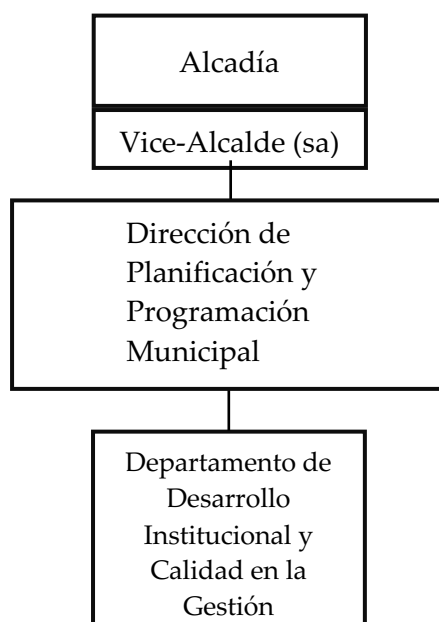 Alcadía
Vice-Alcalde (sa)
Dirección de
Planificación y
Programación
Municipal
Departamento de
Desarrollo
Institucional y
Calidad en la
Gestión